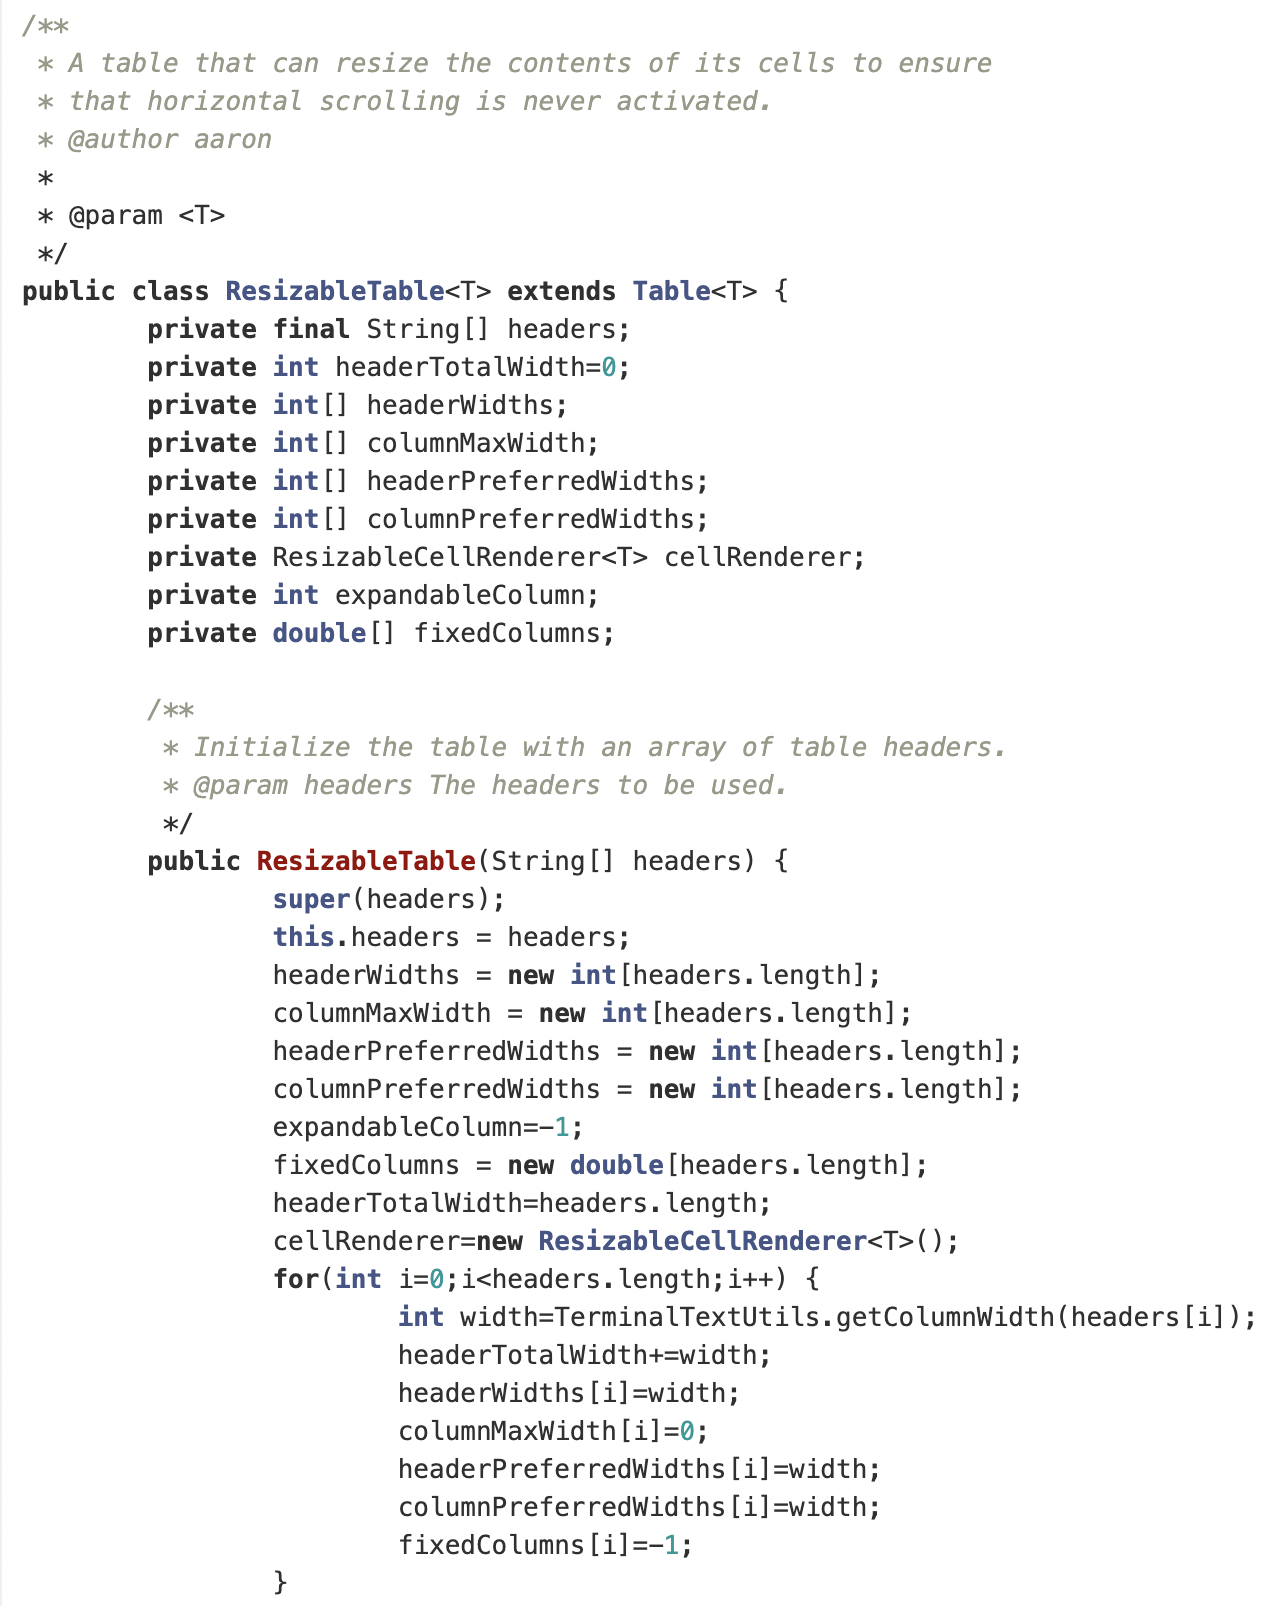 /**
 * A table that can resize the contents of its cells to ensure
 * that horizontal scrolling is never activated.
 * @author aaron
 *
 * @param <T>
 */
public class ResizableTable<T> extends Table<T> {
        private final String[] headers;
        private int headerTotalWidth=0;
        private int[] headerWidths;
        private int[] columnMaxWidth;
        private int[] headerPreferredWidths;
        private int[] columnPreferredWidths;
        private ResizableCellRenderer<T> cellRenderer;
        private int expandableColumn;
        private double[] fixedColumns;

        /**
         * Initialize the table with an array of table headers.
         * @param headers The headers to be used.
         */
        public ResizableTable(String[] headers) {
                super(headers);
                this.headers = headers;
                headerWidths = new int[headers.length];
                columnMaxWidth = new int[headers.length];
                headerPreferredWidths = new int[headers.length];
                columnPreferredWidths = new int[headers.length];
                expandableColumn=-1;
                fixedColumns = new double[headers.length];
                headerTotalWidth=headers.length;
                cellRenderer=new ResizableCellRenderer<T>();
                for(int i=0;i<headers.length;i++) {
                        int width=TerminalTextUtils.getColumnWidth(headers[i]);
                        headerTotalWidth+=width;
                        headerWidths[i]=width;
                        columnMaxWidth[i]=0;
                        headerPreferredWidths[i]=width;
                        columnPreferredWidths[i]=width;
                        fixedColumns[i]=-1;
                }